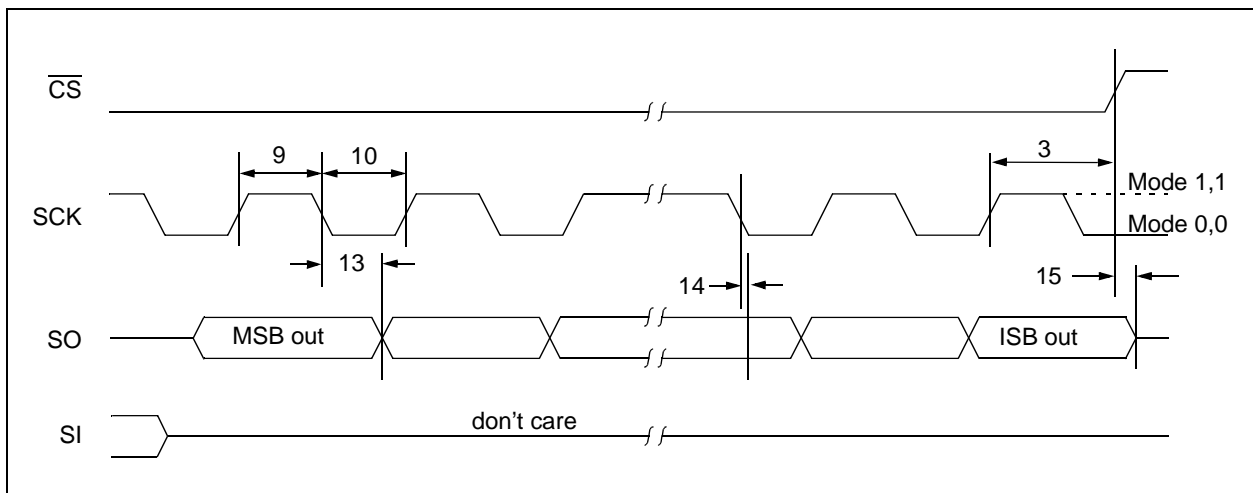 CS
9
10
3
Mode 1,1
SCK
Mode 0,0
13
14
15
SO
MSB out
ISB out
don't care
SI